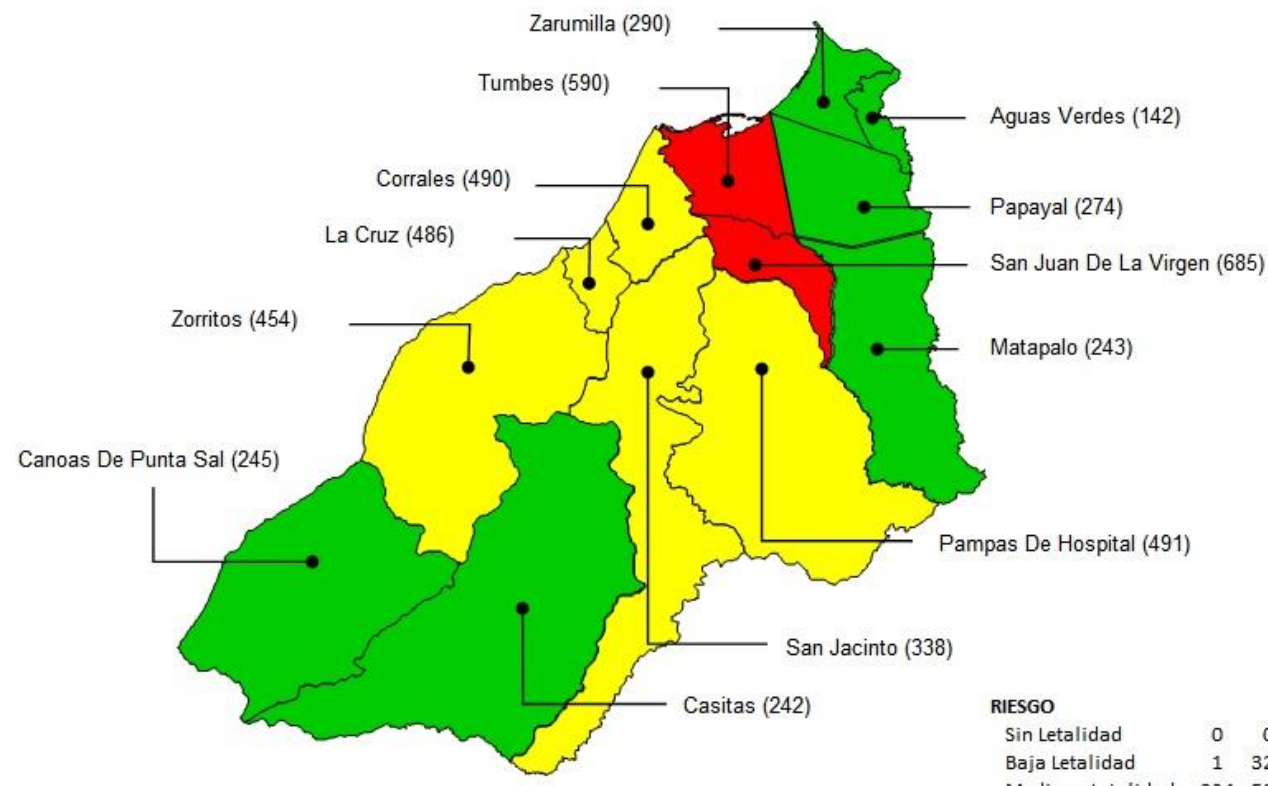 Zarumilla (290)
Tumbes (590)
Aguas Verdes (142)
Corrales (490)
Papayal (274)
La Cruz (486)
San Juan De La Virgen (685)
Zorritos (454)
Matapalo (243)
Canoas De Punta Sal (245)
Pampas De Hospital (491)
San Jacinto (338)
Casitas (242)
RIESGO
Sin Letalidad 0 0
Baja Letalidad 1 32